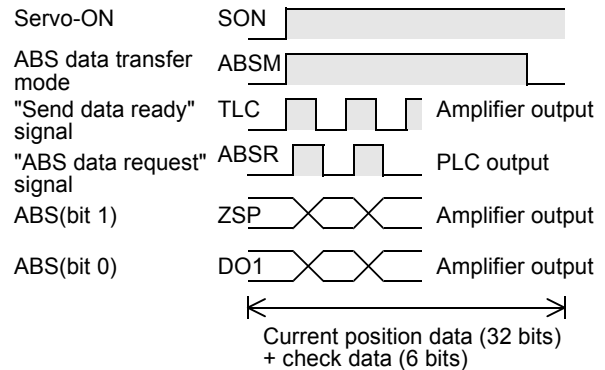 Servo-ON SON
ABS data transfer mode ABSM
"Send data ready" signal TLC Amplifier output
"ABS data request" signal ABSR PLC output
ABS(bit 1) ZSP Amplifier output
ABS(bit 0) DO1 Amplifier output
Current position data (32 bits)
+ check data (6 bits)